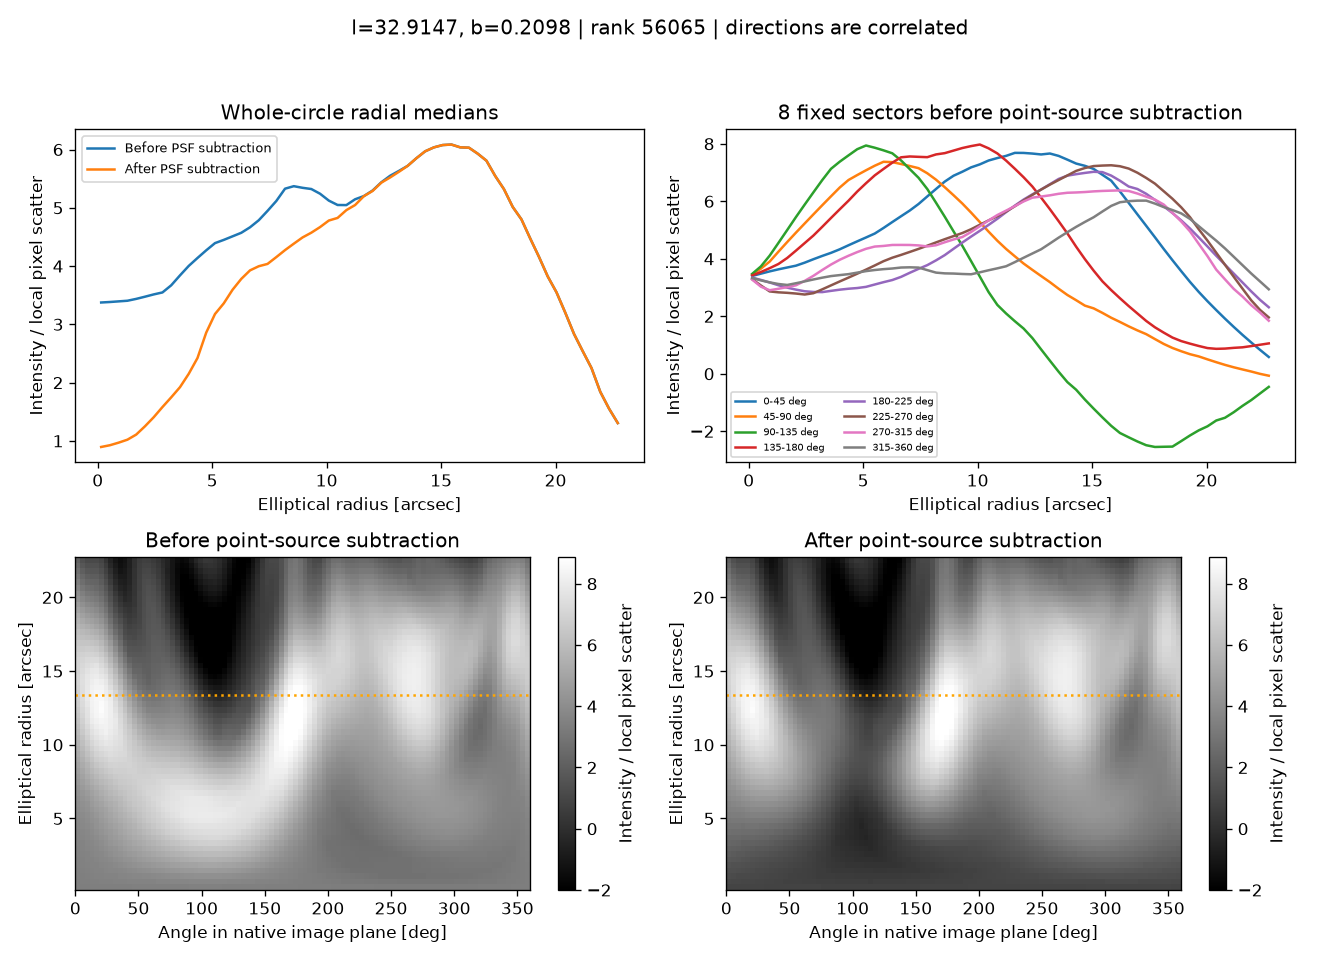 l=32.9147, b=0.2098 | rank 56065 | directions are correlated
Whole-circle radial medians
Intensity / local pixel scatter
6
5
4
3
2
1
Before PSF subtraction
After PSF subtraction
0 5 10 15 20
Elliptical radius [arcsec]
8 fixed sectors before point-source subtraction
Intensity / local pixel scatter
8
6
4
2
0
−2
0-45 deg
45-90 deg
90-135 deg
135-180 deg
180-225 deg
225-270 deg
270-315 deg
315-360 deg
0 5 10 15 20
Elliptical radius [arcsec]
Before point-source subtraction
Elliptical radius [arcsec]
20
15
10
5
0 50 100 150 200 250 300 350
Angle in native image plane [deg]
8
6
4
2
0
−2
Intensity / local pixel scatter
After point-source subtraction
Elliptical radius [arcsec]
20
15
10
5
0 50 100 150 200 250 300 350
Angle in native image plane [deg]
8
6
4
2
0
−2
Intensity / local pixel scatter